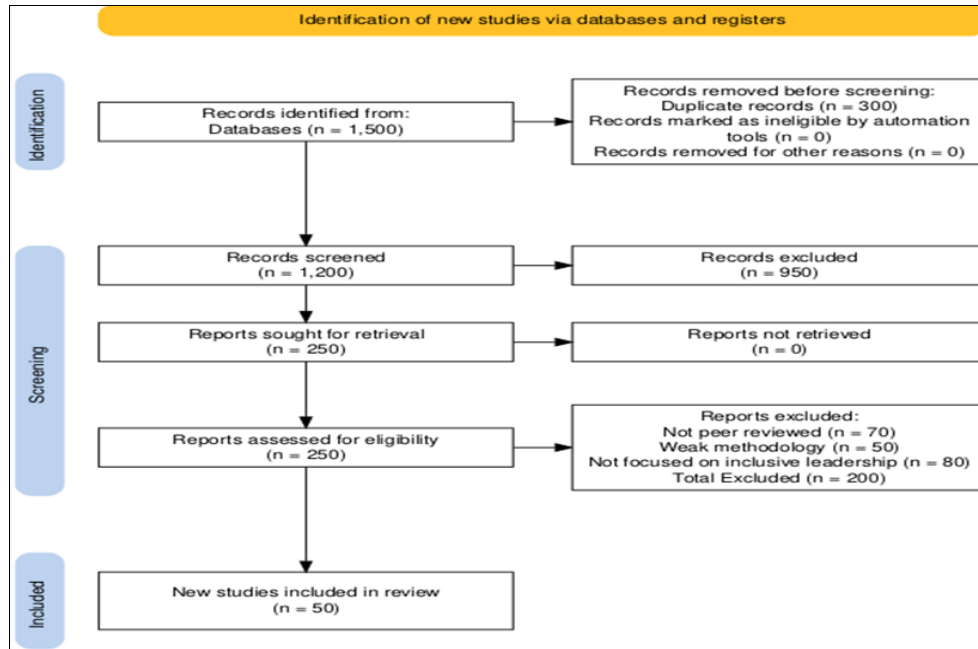 Identification of new studies via databases and registers
Identification
Records identified from:
Databases (n = 1,500)
Records removed before screening:
Duplicate records (n = 300)
Records marked as ineligible by automation
tools (n = 0)
Records removed for other reasons (n = 0)
Screening
Records screened
(n = 1,200)
Records excluded
(n = 950)
Reports sought for retrieval
(n = 250)
Reports not retrieved
(n = 0)
Reports assessed for eligibility
(n = 250)
Reports excluded:
Not peer reviewed (n = 70)
Weak methodology (n = 50)
Not focused on inclusive leadership (n = 80)
Total Excluded (n = 200)
Included
New studies included in review
(n = 50)